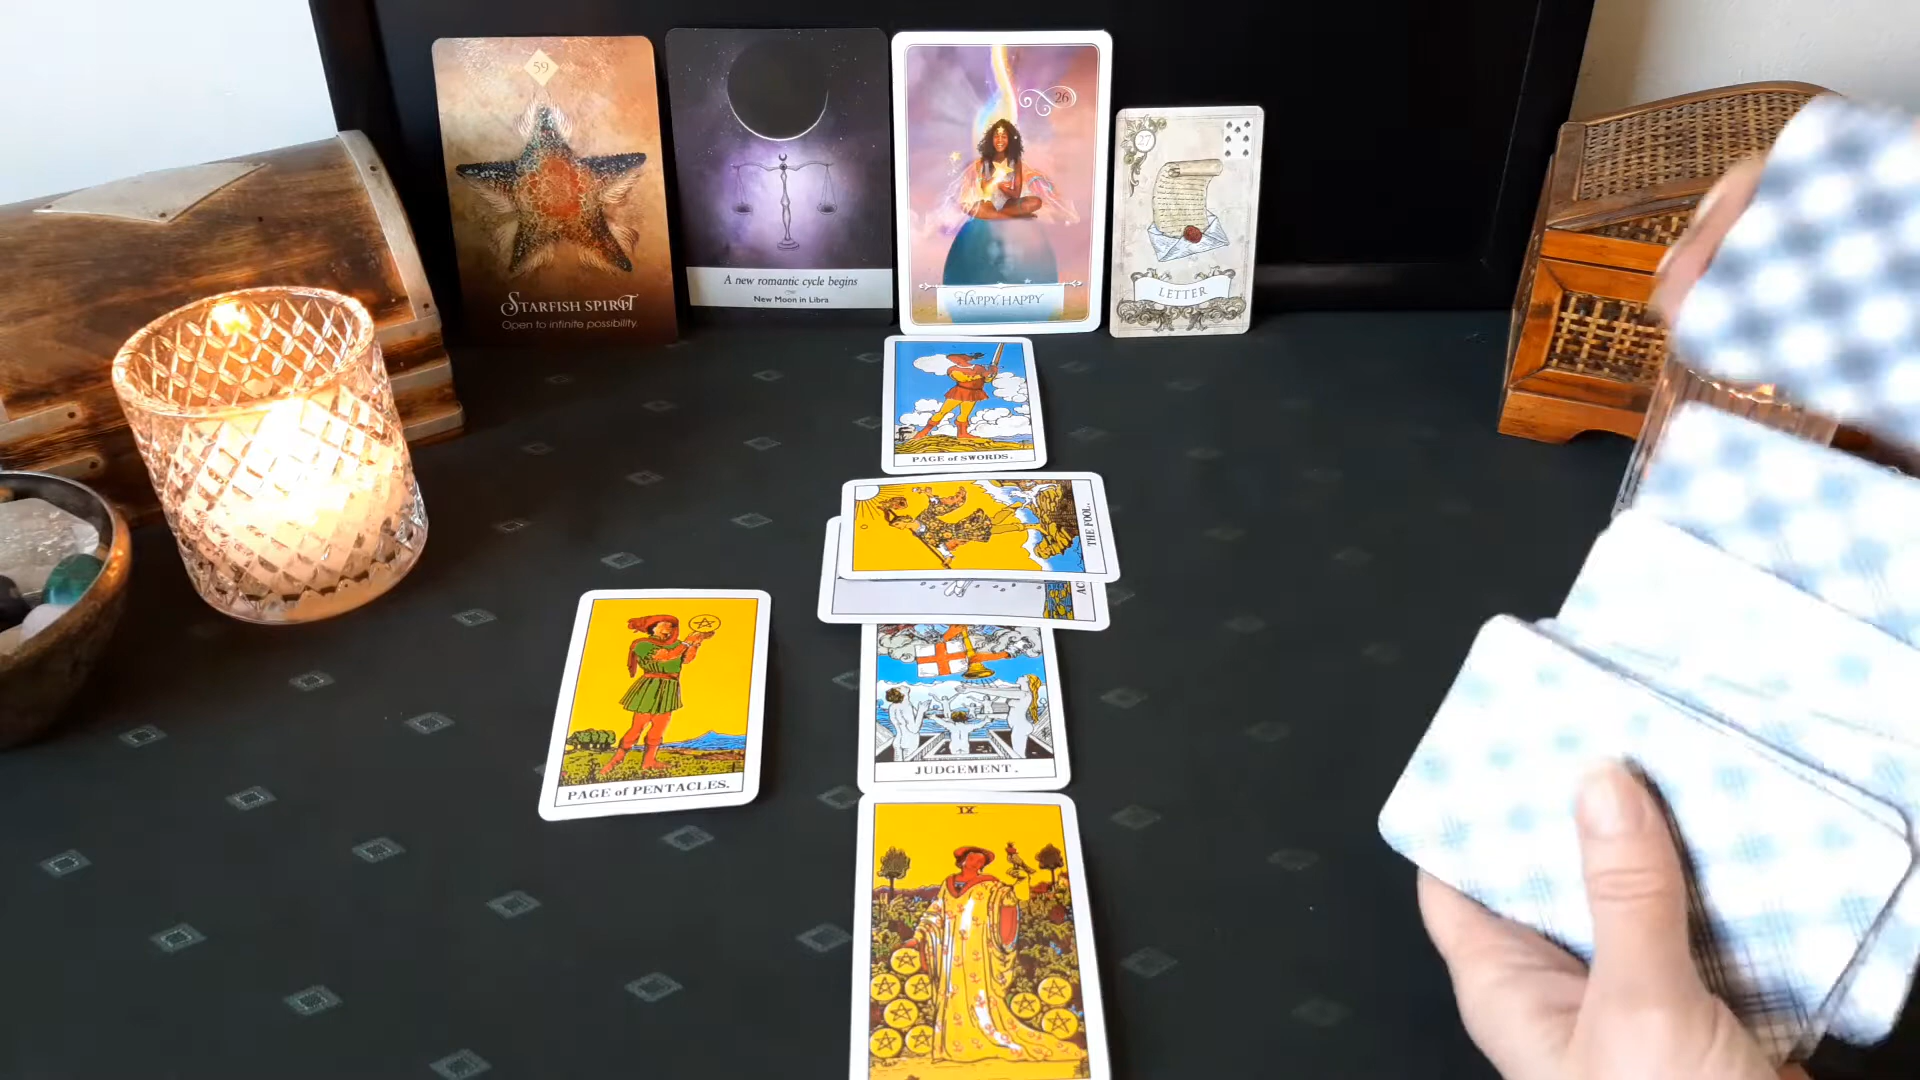 59
STARFISH SPIRIT
Open to infinite possibility
A new romantic cycle begins
New Moon in Libra
26
HAPPY, HAPPY
27
LETTER
PAGE of SWORDS.
THE FOOL.
AC
JUDGEMENT.
PAGE of PENTACLES.
IX